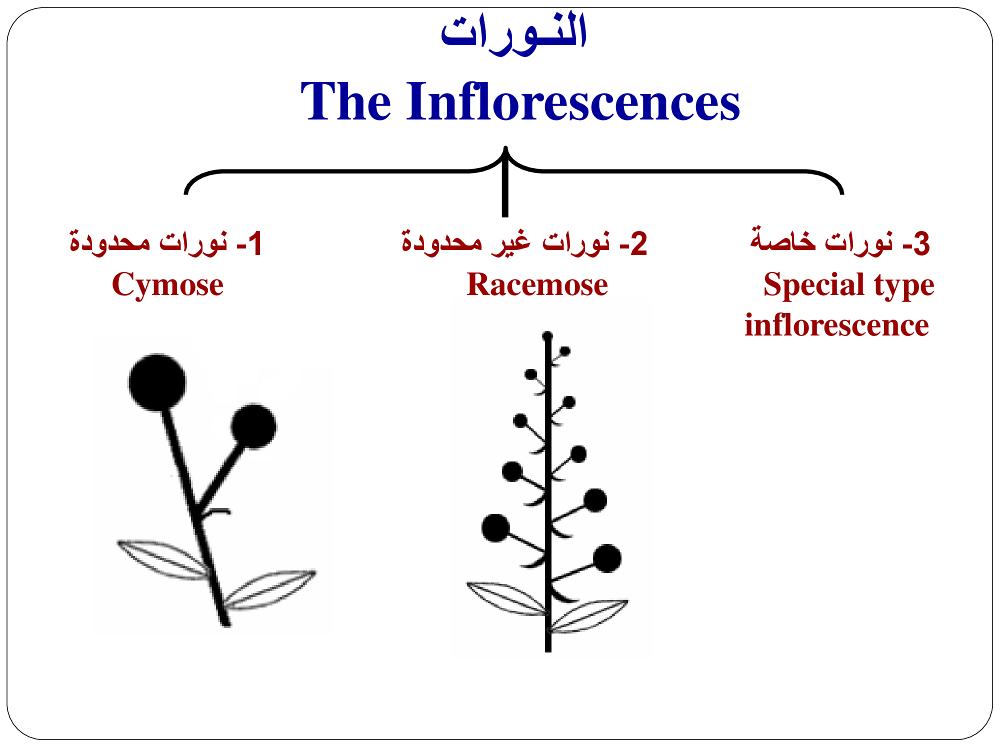 النـورات
The Inflorescences
1- نورات محدودة
Cymose
2- نورات غير محدودة
Racemose
3- نورات خاصة
Special type
inflorescence